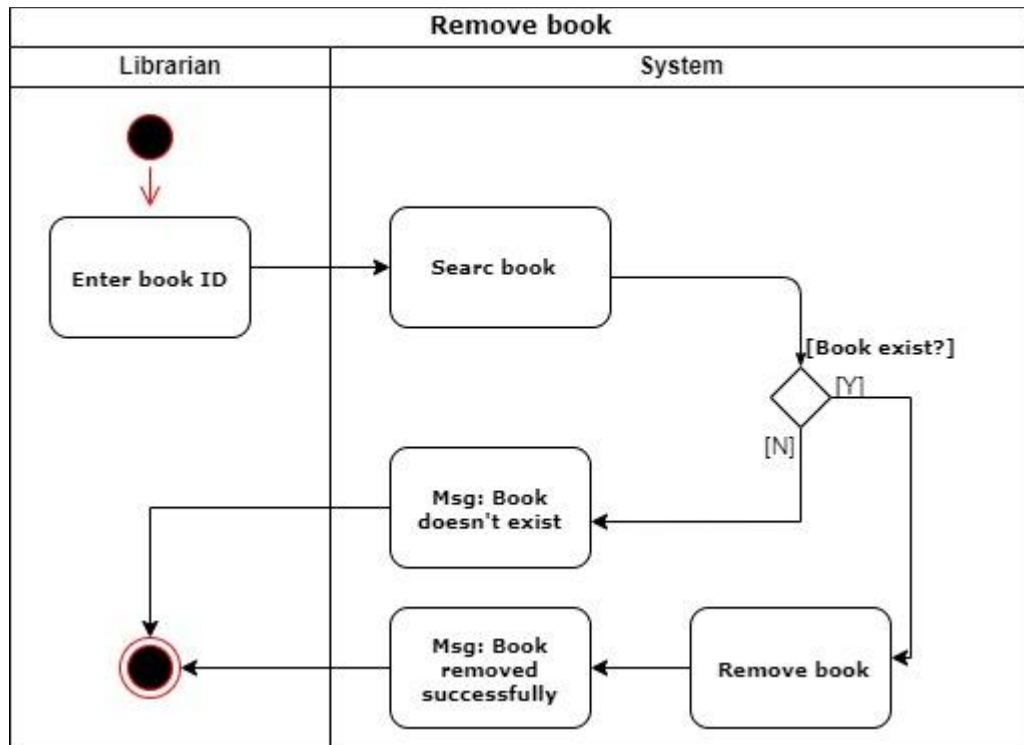 Remove book
Librarian
System
Enter book ID
Searc book
[Book exist?]
[Y]
[N]
Msg: Book
doesn't exist
Msg: Book
removed
successfully
Remove book